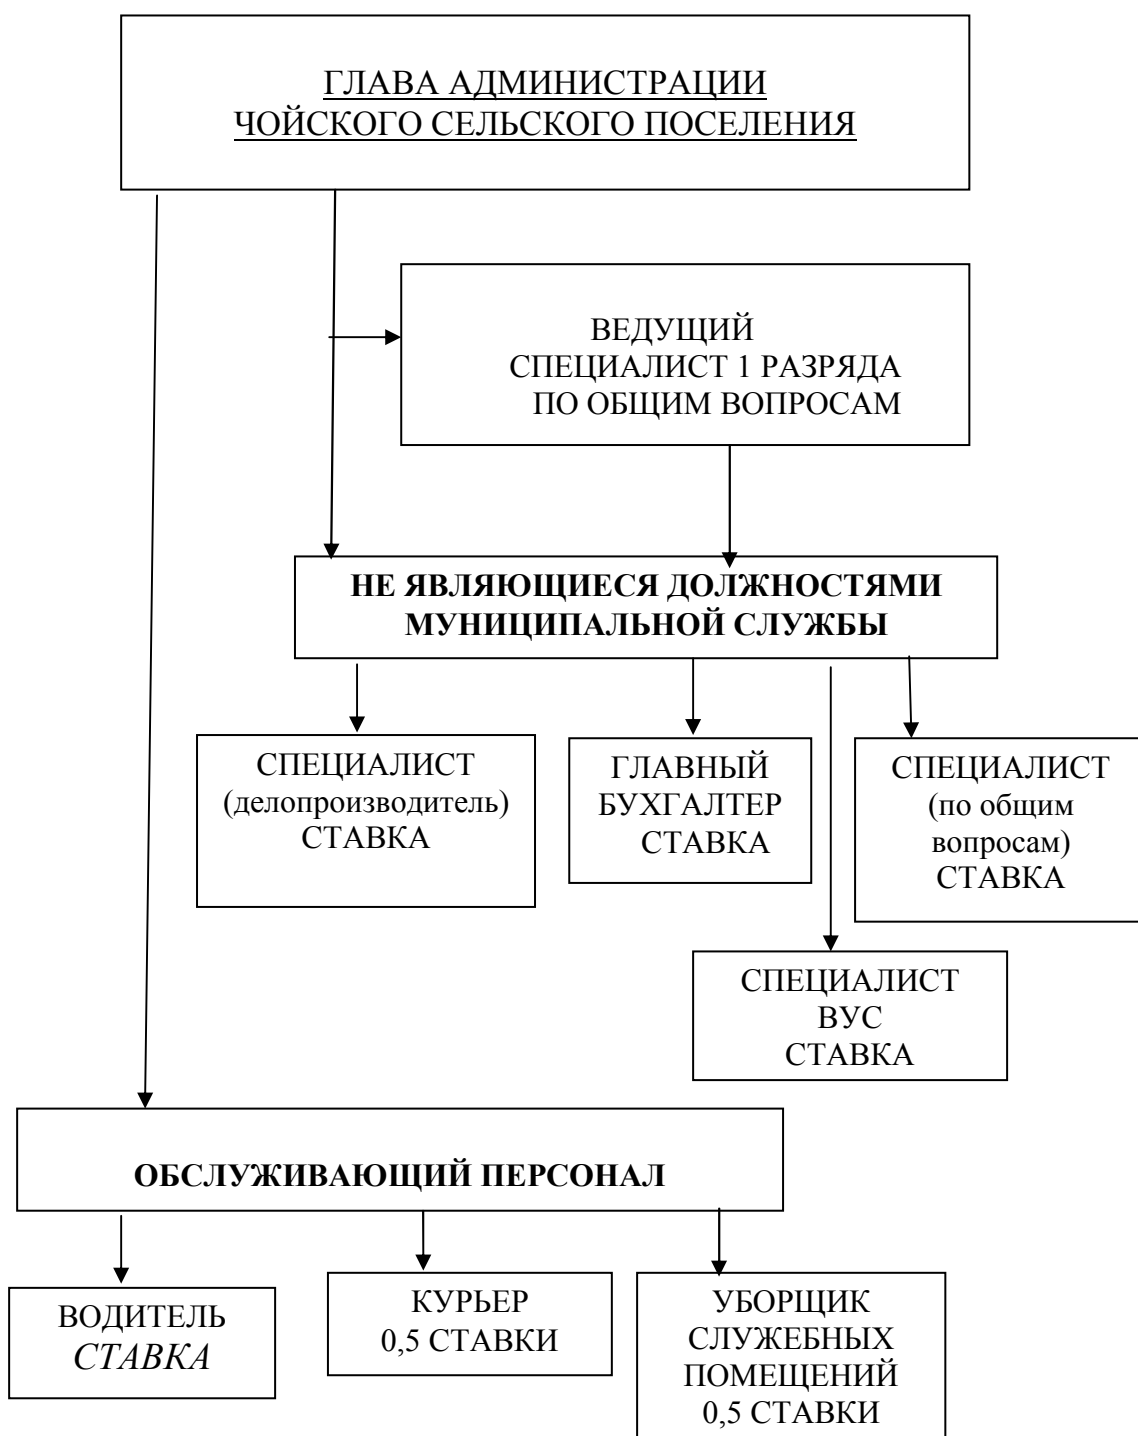 ГЛАВА АДМИНИСТРАЦИИ
ЧОЙСКОГО СЕЛЬСКОГО ПОСЕЛЕНИЯ
ВЕДУЩИЙ
СПЕЦИАЛИСТ 1 РАЗРЯДА
ПО ОБЩИМ ВОПРОСАМ
НЕ ЯВЛЯЮЩИЕСЯ ДОЛЖНОСТЯМИ
МУНИЦИПАЛЬНОЙ СЛУЖБЫ
СПЕЦИАЛИСТ
(делопроизводитель)
СТАВКА
ГЛАВНЫЙ
БУХГАЛТЕР
СТАВКА
СПЕЦИАЛИСТ
(по общим
вопросам)
СТАВКА
СПЕЦИАЛИСТ
ВУС
СТАВКА
ОБСЛУЖИВАЮЩИЙ ПЕРСОНАЛ
ВОДИТЕЛЬ
СТАВКА
КУРЬЕР
0,5 СТАВКИ
УБОРЩИК
СЛУЖЕБНЫХ
ПОМЕЩЕНИЙ
0,5 СТАВКИ